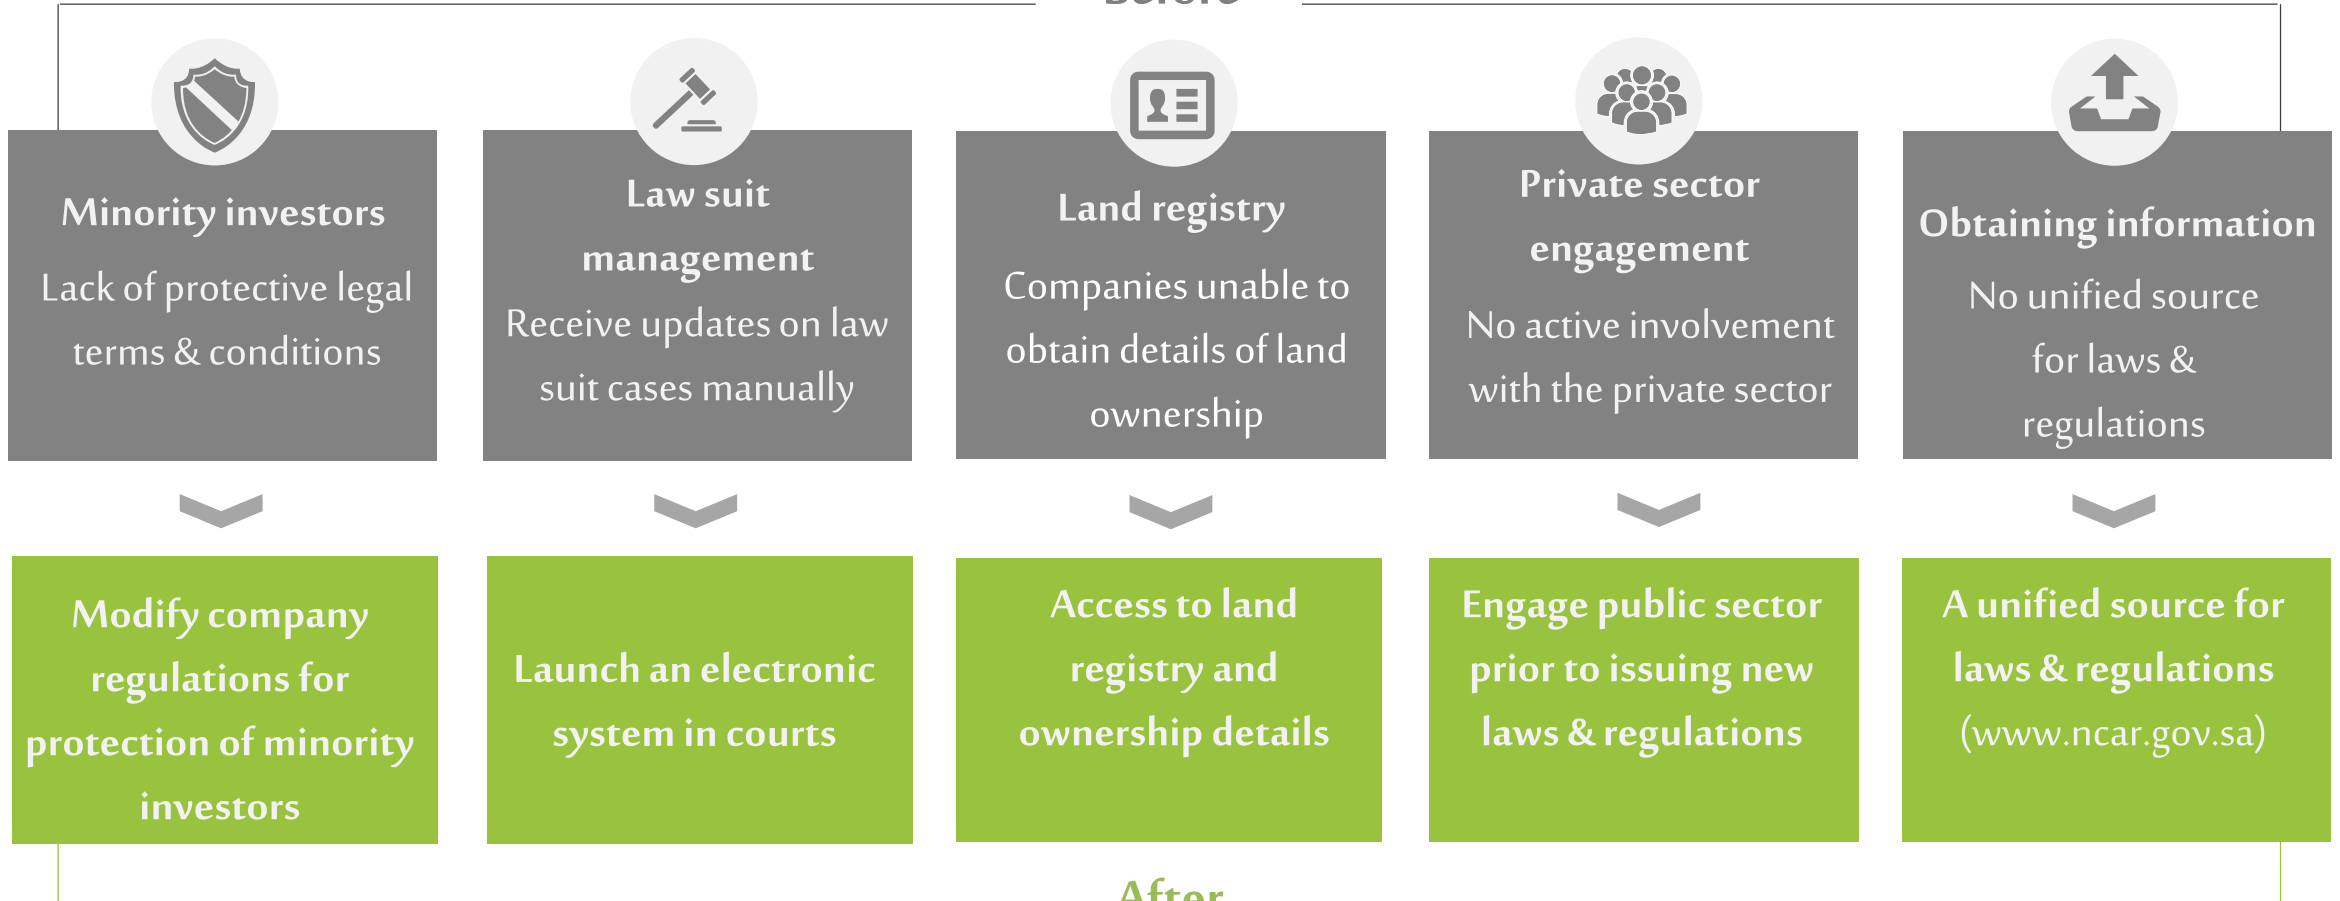 Before
Minority investors
Lack of protective legal
terms & conditions
Law suit
management
Receive updates on law
suit cases manually
Land registry
Companies unable to
obtain details of land
ownership
Private sector
engagement
No active involvement
with the private sector
Obtaining information
No unified source
for laws &
regulations
Modify company
regulations for
protection of minority
investors
Launch an electronic
system in courts
Access to land
registry and
ownership details
Engage public sector
prior to issuing new
laws & regulations
A unified source for
laws & regulations
(www.ncar.gov.sa)
After